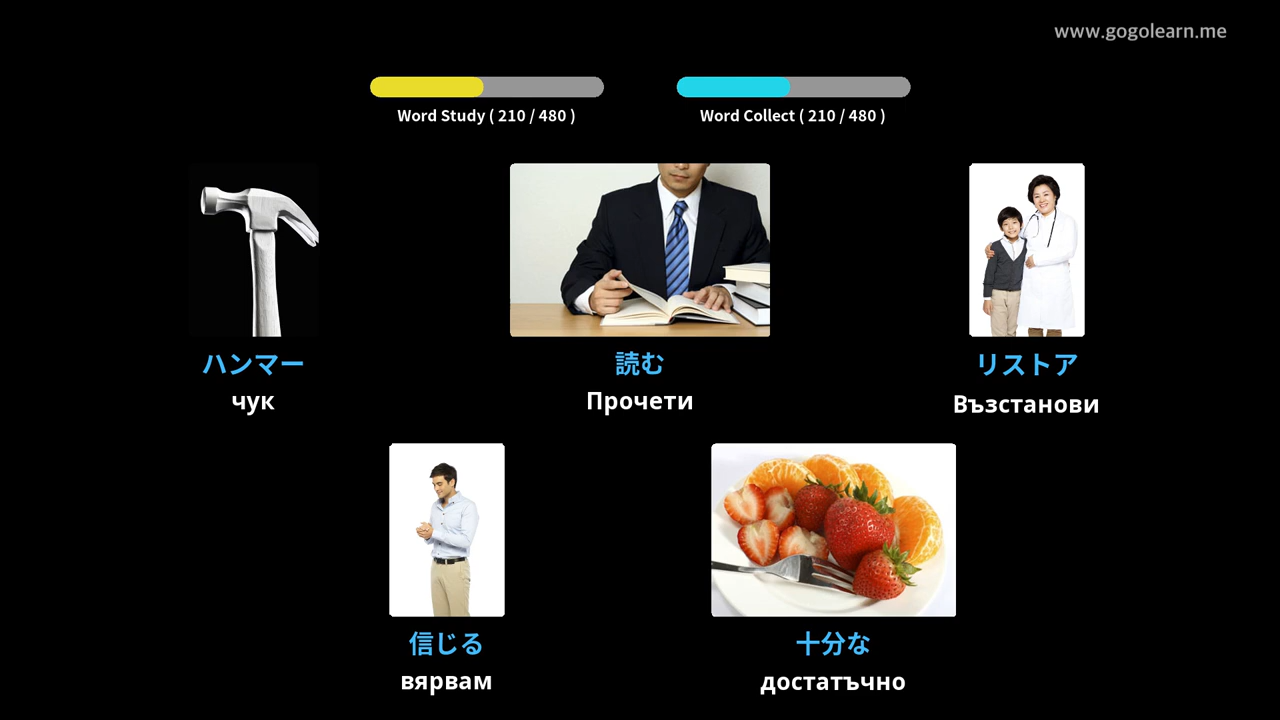 www.gogolearn.me
Word Study ( 210 / 480 )
Word Collect ( 210 / 480 )
ハンマー
чук
読む
Прочети
リストア
Възстанови
信じる
вярвам
十分な
достатъчно